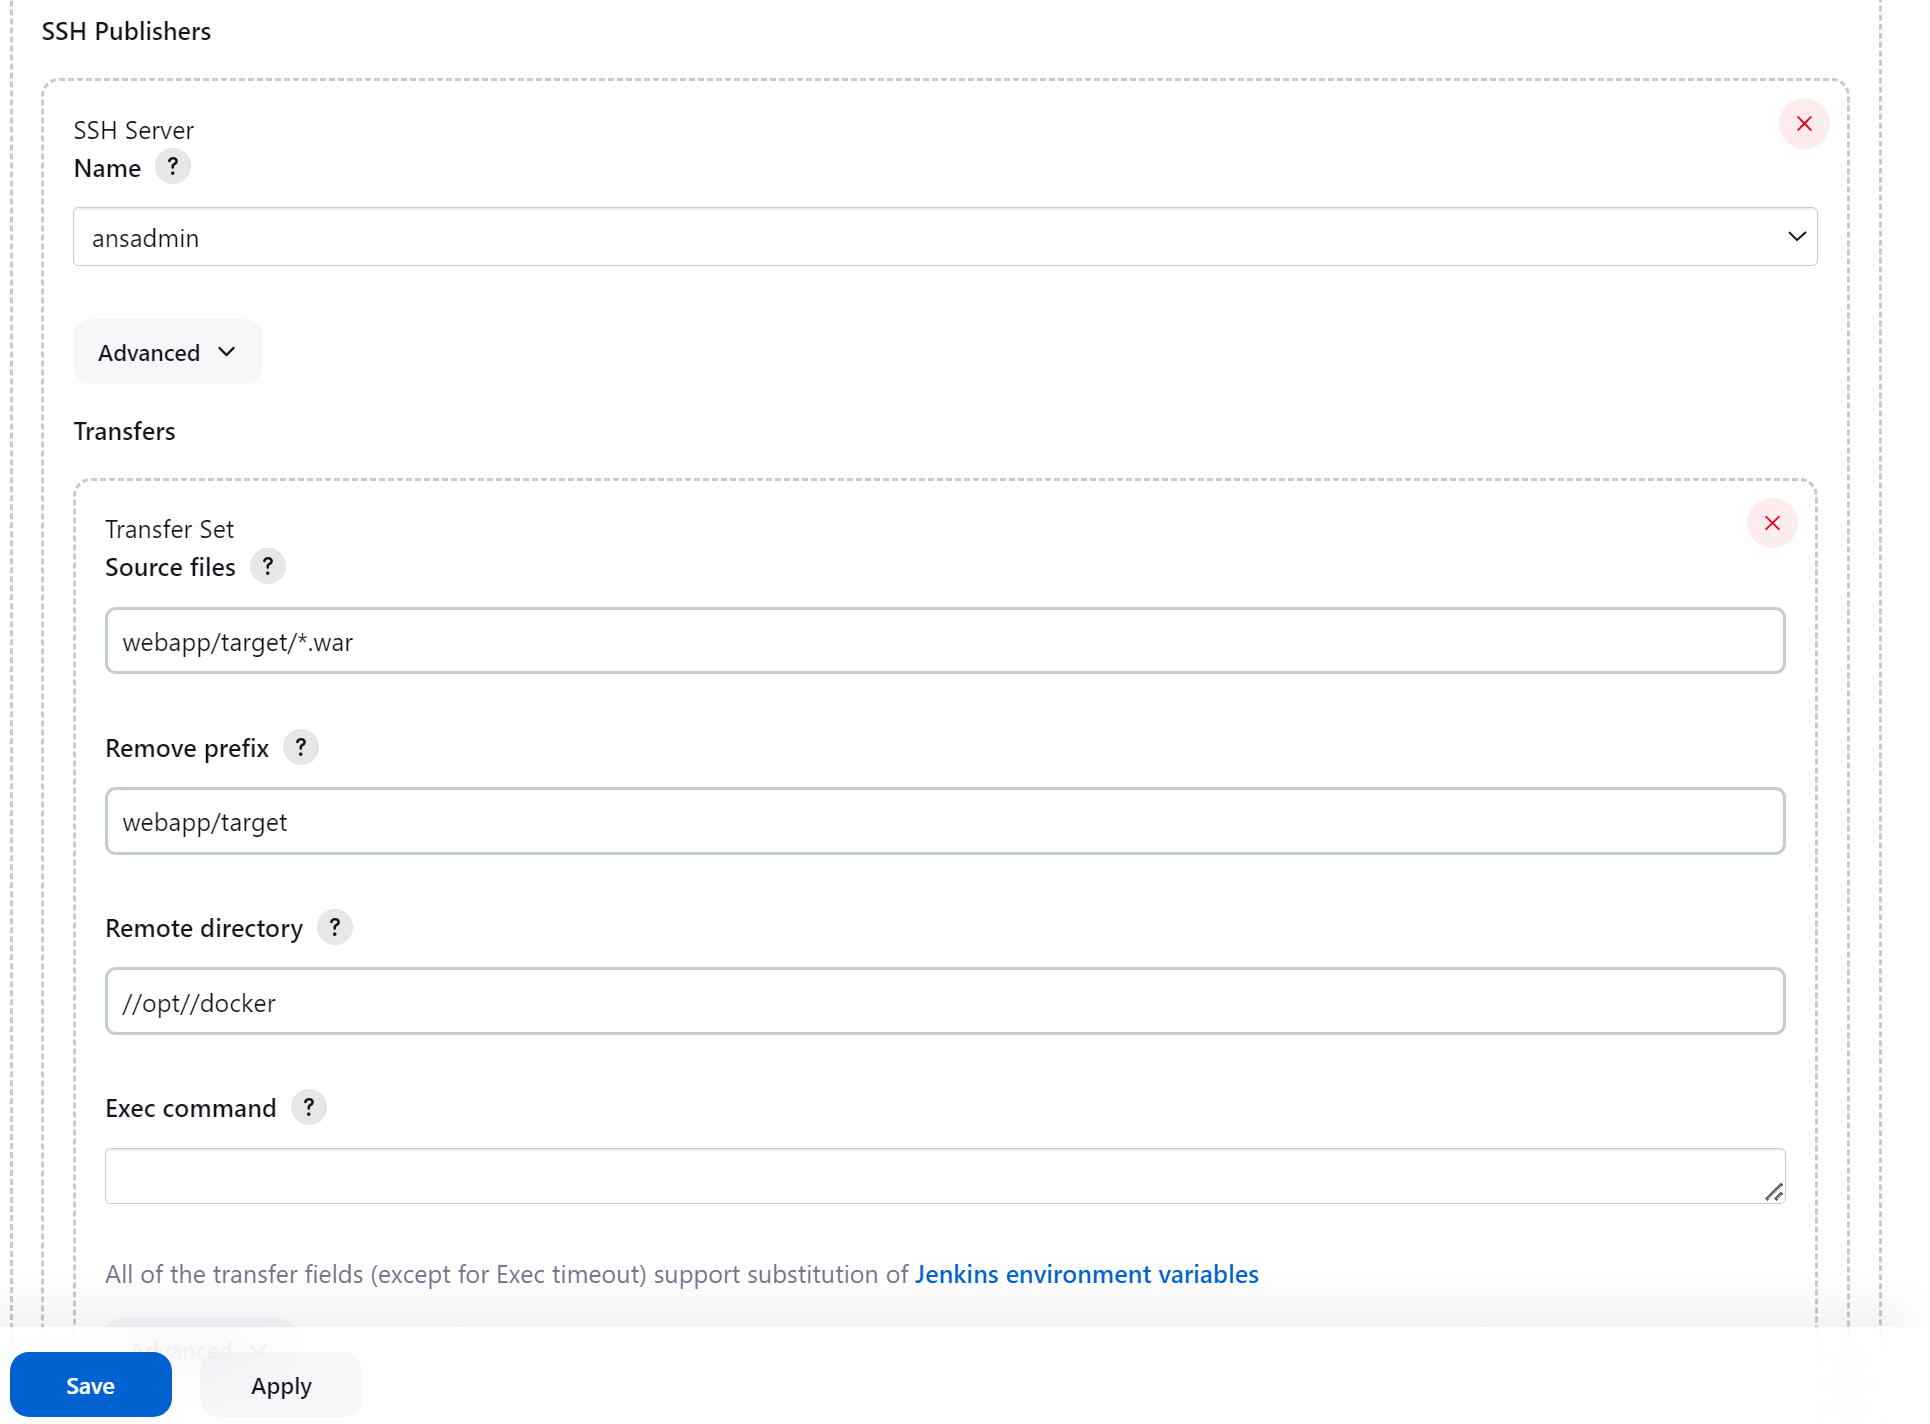 SSH Publishers
SSH Server
Name ?
ansadmin
Advanced
Transfers
Transfer Set
Source files ?
webapp/target/*.war
Remove prefix ?
webapp/target
Remote directory ?
//opt//docker
Exec command ?
All of the transfer fields (except for Exec timeout) support substitution of Jenkins environment variables
Advanced
Save Apply